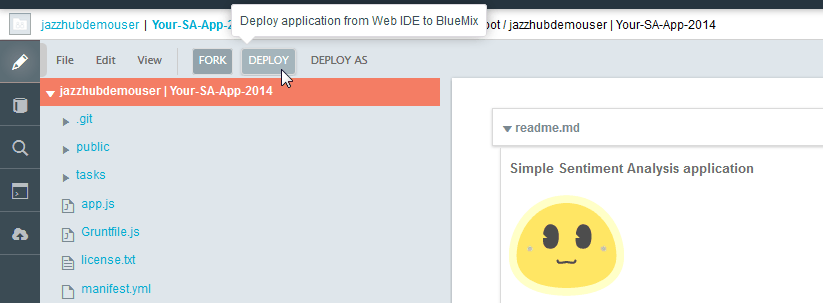 Deploy application from Web IDE to BlueMix
jazzhubdemouser | Your-SA-App-2014
oot / jazzhubdemouser | Your-SA-App-2014
File Edit View FORK DEPLOY DEPLOY AS
jazzhubdemouser | Your-SA-App-2014
.git
public
tasks
app.js
Gruntfile.js
license.txt
manifest.yml
readme.md
Simple Sentiment Analysis application